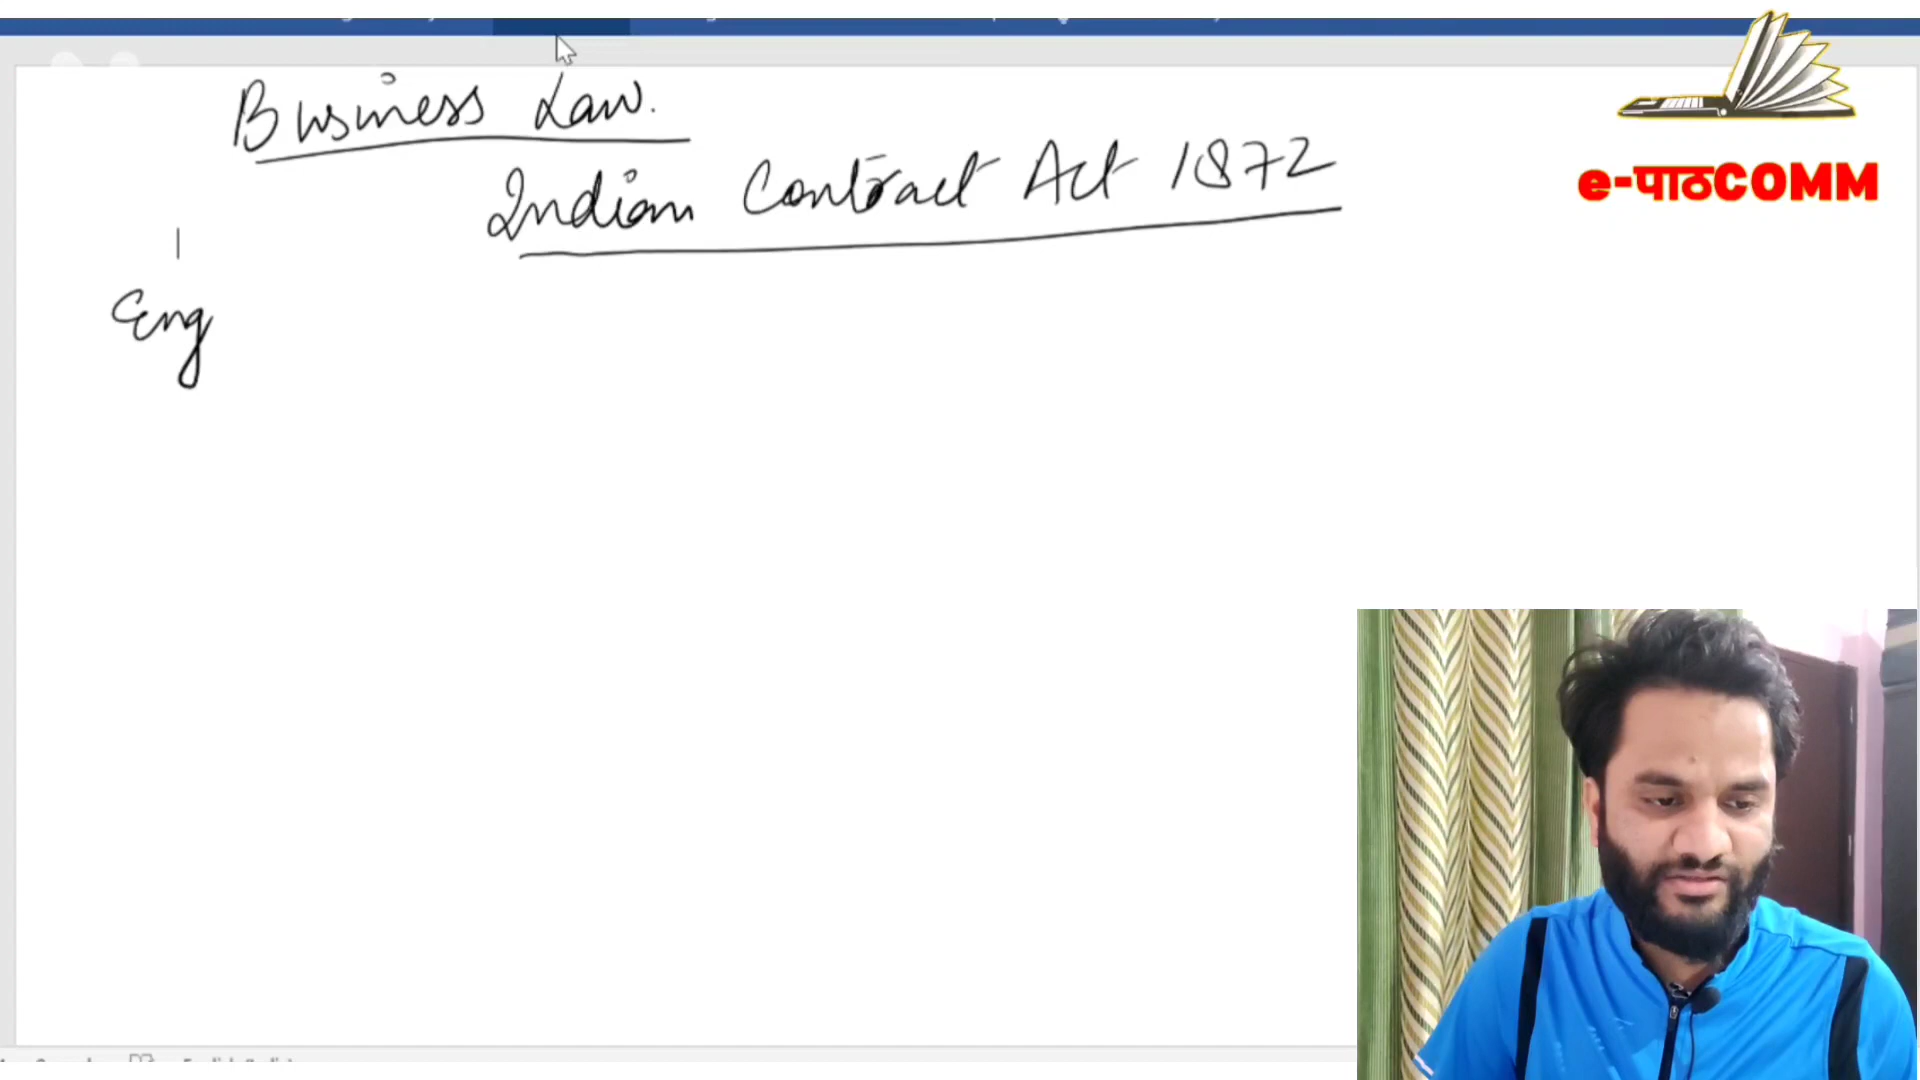 Business Law.
Indian Contract Act 1872
Eng
e-पाठCOMM